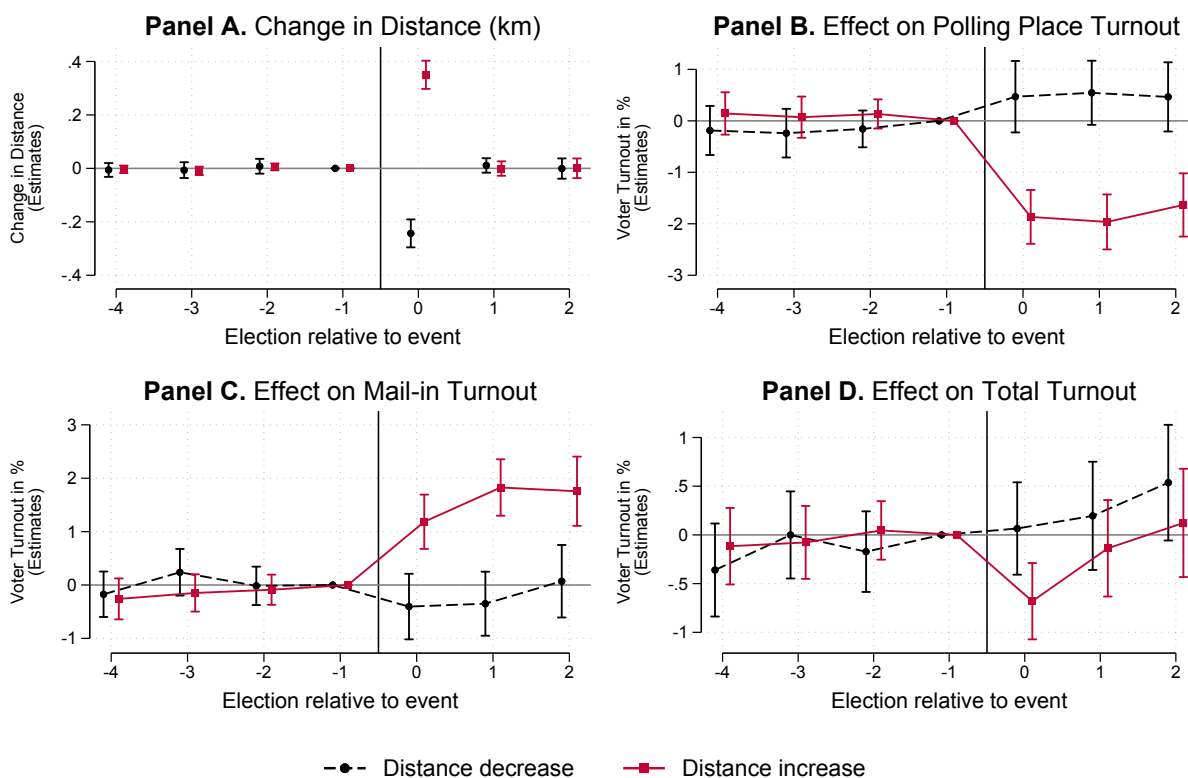 Panel A. Change in Distance (km)
Change in Distance
(Estimates)
.4
.2
0
-.2
-.4
-4 -3 -2 -1 0 1 2
Election relative to event
Panel B. Effect on Polling Place Turnout
Voter Turnout in %
(Estimates)
1
0
-1
-2
-3
-4 -3 -2 -1 0 1 2
Election relative to event
Panel C. Effect on Mail-in Turnout
Voter Turnout in %
(Estimates)
3
2
1
0
-1
-4 -3 -2 -1 0 1 2
Election relative to event
Panel D. Effect on Total Turnout
Voter Turnout in %
(Estimates)
1
.5
0
-.5
-1
-4 -3 -2 -1 0 1 2
Election relative to event
Distance decrease Distance increase